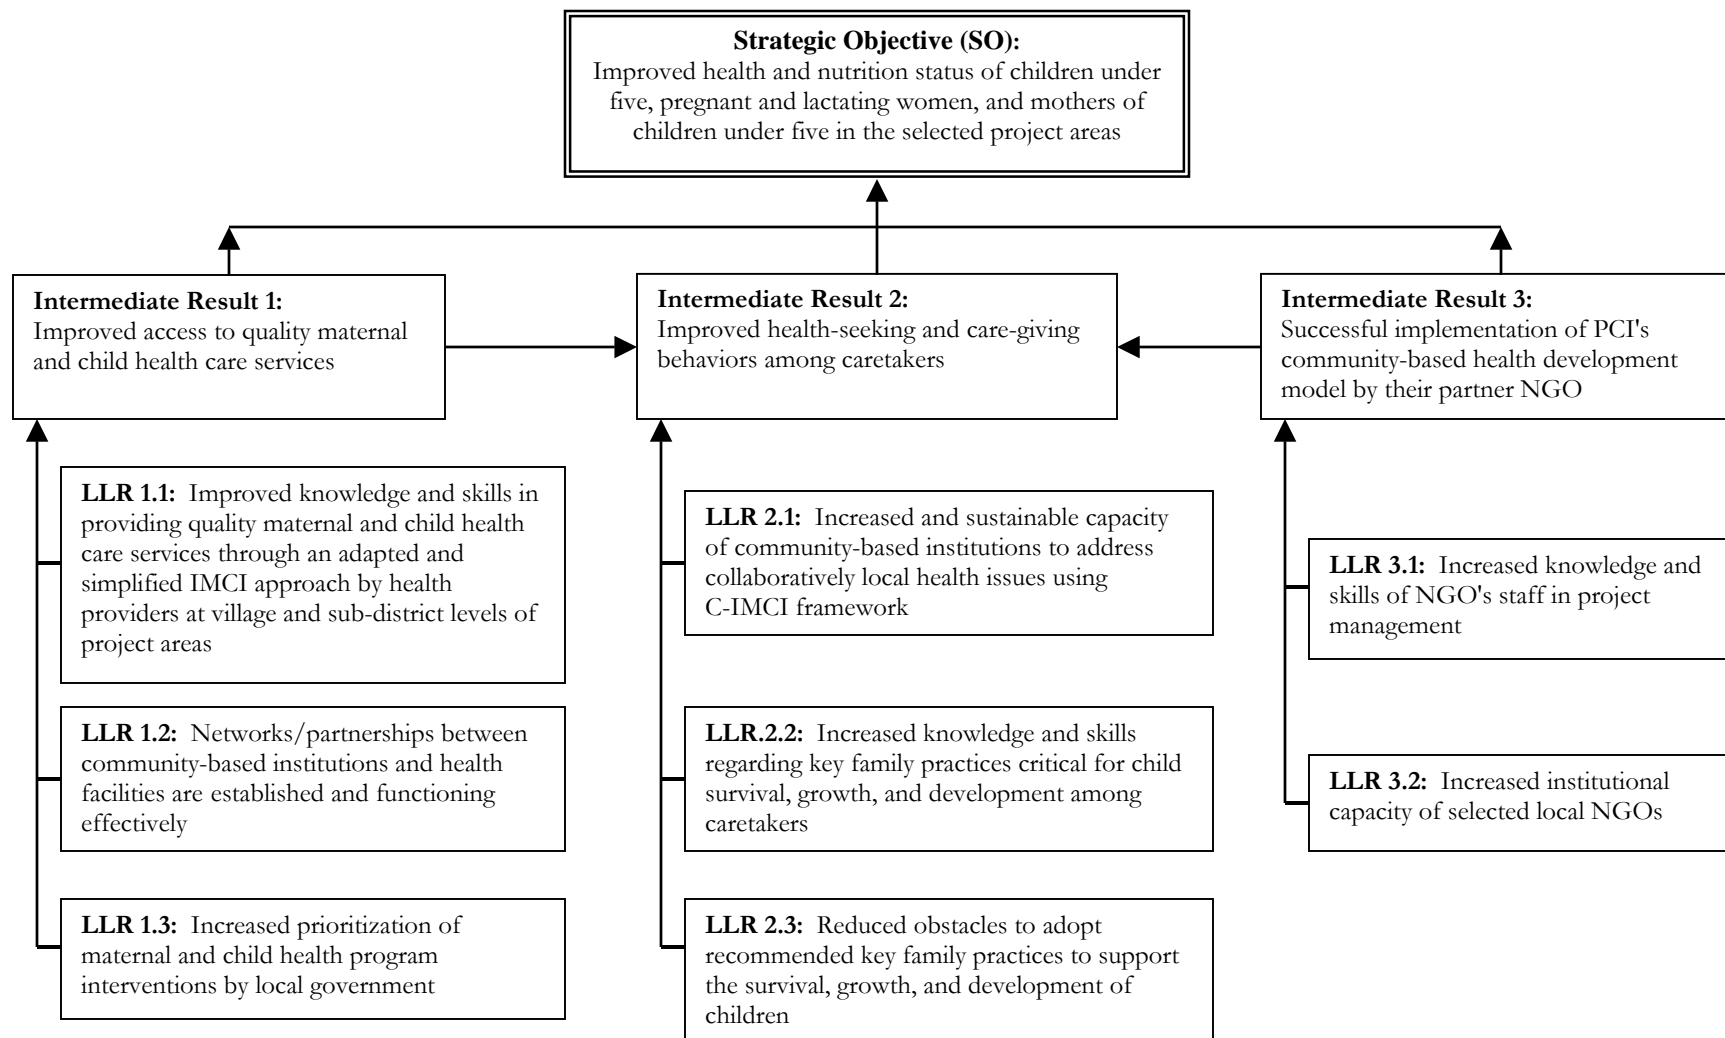 Strategic Objective (SO):
Improved health and nutrition status of children under
five, pregnant and lactating women, and mothers of
children under five in the selected project areas
Intermediate Result 1:
Improved access to quality maternal
and child health care services
Intermediate Result 2:
Improved health-seeking and care-giving
behaviors among caretakers
Intermediate Result 3:
Successful implementation of PCI's
community-based health development
model by their partner NGO
LLR 1.1:  Improved knowledge and skills in
providing quality maternal and child health
care services through an adapted and
simplified IMCI approach by health
providers at village and sub-district levels of
project areas
LLR 1.2:  Networks/partnerships between
community-based institutions and health
facilities are established and functioning
effectively
LLR 1.3:  Increased prioritization of
maternal and child health program
interventions by local government
LLR 2.1:  Increased and sustainable capacity
of community-based institutions to address
collaboratively local health issues using
C-IMCI framework
LLR.2.2:  Increased knowledge and skills
regarding key family practices critical for child
survival, growth, and development among
caretakers
LLR 2.3:  Reduced obstacles to adopt
recommended key family practices to support
the survival, growth, and development of
children
LLR 3.1:  Increased knowledge and
skills of NGO's staff in project
management
LLR 3.2:  Increased institutional
capacity of selected local NGOs